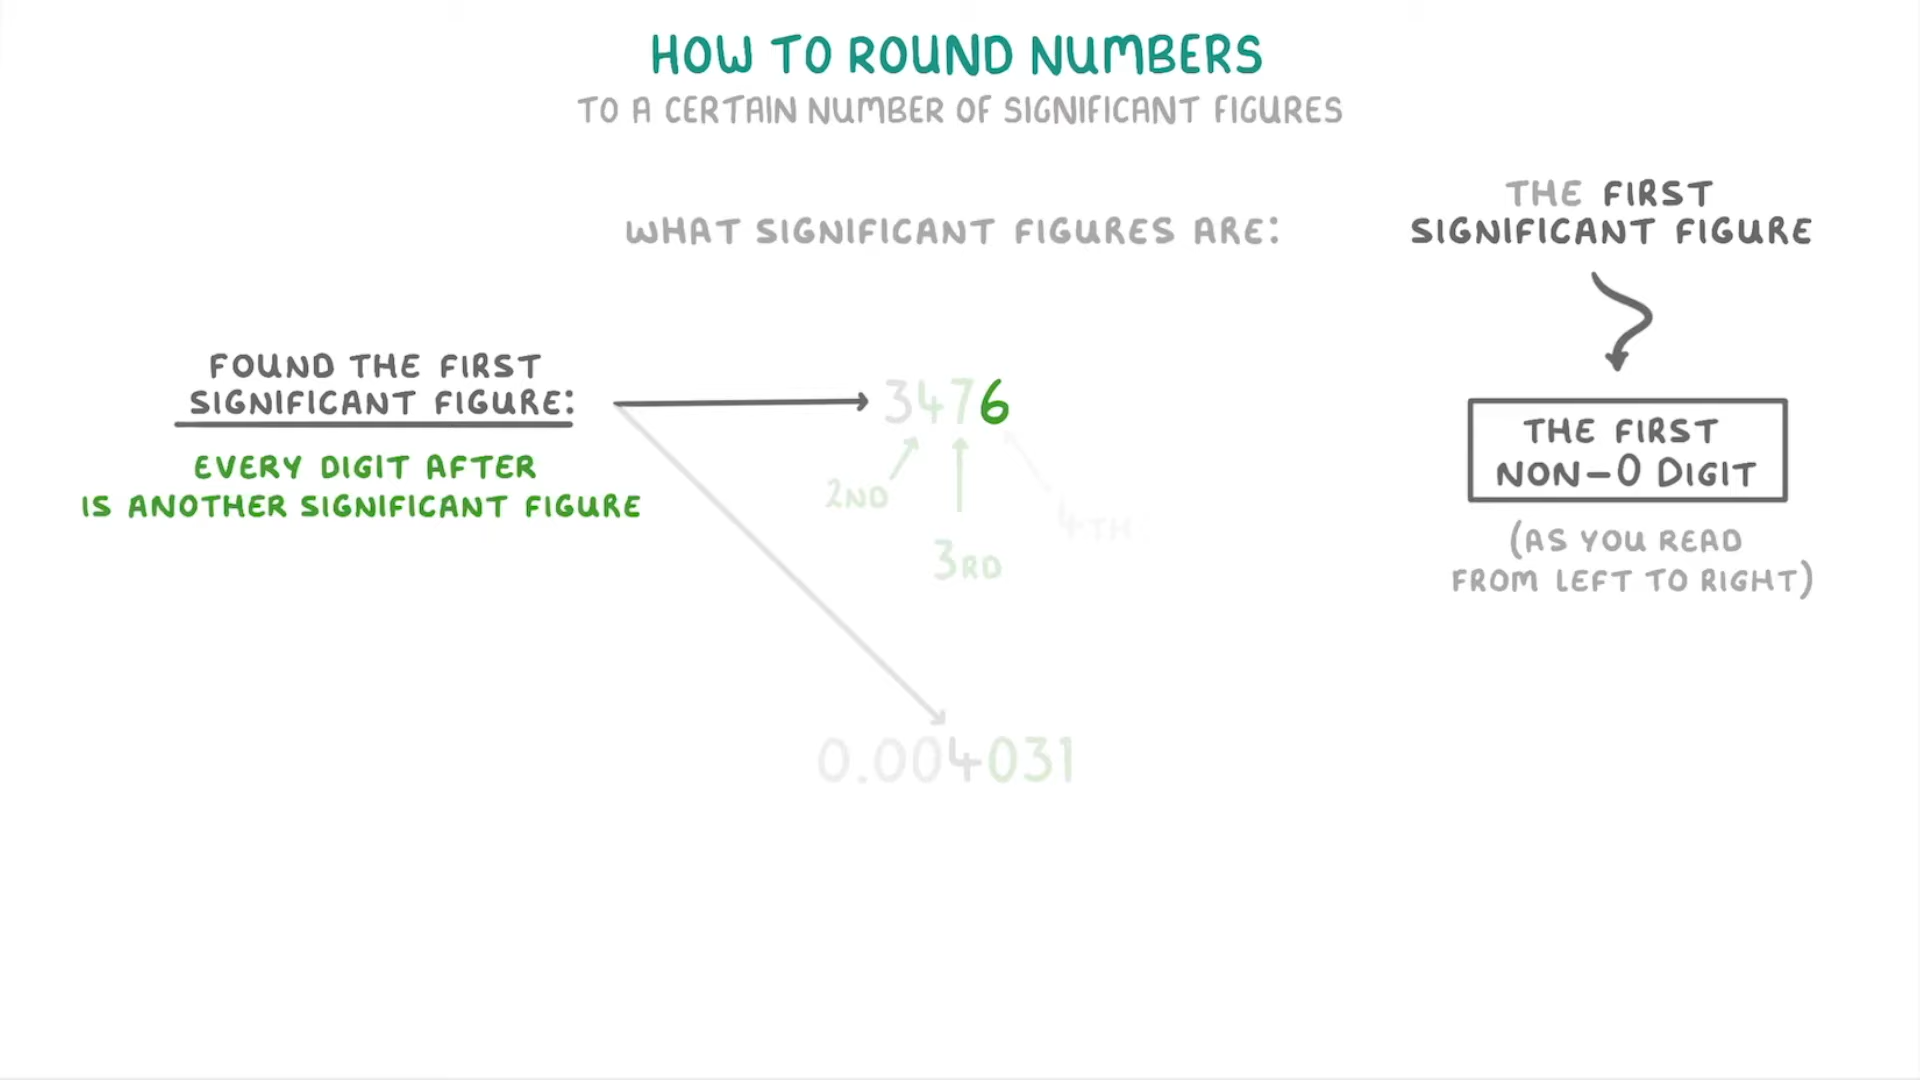 HOW TO ROUND NUMBERS
TO A CERTAIN NUMBER OF SIGNIFICANT FIGURES
WHAT SIGNIFICANT FIGURES ARE:
THE FIRST
SIGNIFICANT FIGURE
FOUND THE FIRST
SIGNIFICANT FIGURE:
EVERY DIGIT AFTER
IS ANOTHER SIGNIFICANT FIGURE
3476
2ND
3RD
4TH
0.004031
THE FIRST
NON-0 DIGIT
(AS YOU READ
FROM LEFT TO RIGHT)